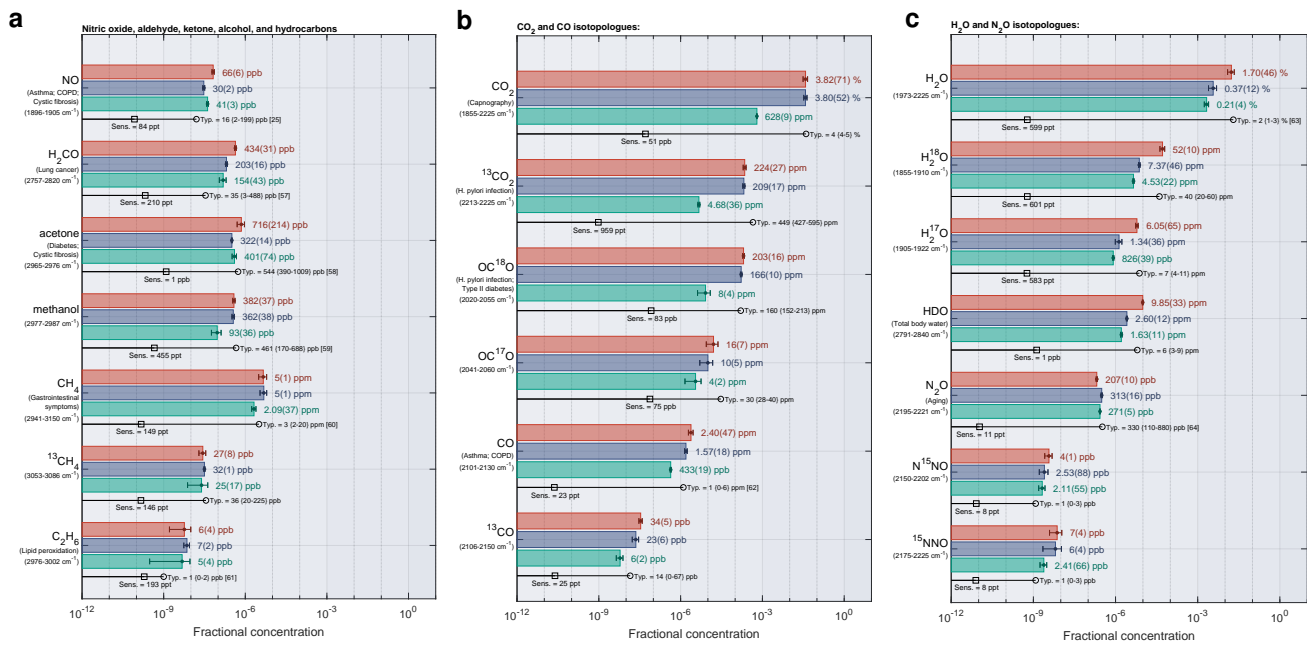 a
Nitric oxide, aldehyde, ketone, alcohol, and hydrocarbons
NO
(Asthma; COPD;
Cystic fibrosis)
(1896-1905 cm⁻¹)
66(6) ppb
30(2) ppb
41(3) ppb
Typ. = 16 (2-199) ppb [25]
Sens. = 84 ppt
H₂CO
(Lung cancer)
(2757-2820 cm⁻¹)
434(31) ppb
203(16) ppb
154(43) ppb
Typ. = 35 (3-488) ppb [57]
Sens. = 210 ppt
acetone
(Diabetes;
Cystic fibrosis)
(2965-2976 cm⁻¹)
716(214) ppb
322(14) ppb
401(74) ppb
Typ. = 544 (390-1009) ppb [58]
Sens. = 1 ppb
methanol
(2977-2987 cm⁻¹)
382(37) ppb
362(38) ppb
93(36) ppb
Typ. = 461 (170-688) ppb [59]
Sens. = 455 ppt
CH₄
(Gastrointestinal
symptoms)
(2941-3150 cm⁻¹)
5(1) ppm
5(1) ppm
2.09(37) ppm
Typ. = 3 (2-20) ppm [60]
Sens. = 149 ppt
¹³CH₄
(3053-3086 cm⁻¹)
27(8) ppb
32(1) ppb
25(17) ppb
Typ. = 36 (20-225) ppb
Sens. = 146 ppt
C₂H₆
(Lipid peroxidation)
(2976-3002 cm⁻¹)
6(4) ppb
7(2) ppb
5(4) ppb
Typ. = 1 (0-2) ppb [61]
Sens. = 193 ppt
10⁻¹² 10⁻⁹ 10⁻⁶ 10⁻³ 10⁰
Fractional concentration
b
CO₂ and CO isotopologues:
CO₂
(Capnography)
(1855-2225 cm⁻¹)
3.82(71) %
3.80(52) %
628(9) ppm
Typ. = 4 (4-5) %
Sens. = 51 ppb
¹³CO₂
(H. pylori infection)
(2213-2225 cm⁻¹)
224(27) ppm
209(17) ppm
4.68(36) ppm
Typ. = 449 (427-595) ppm
Sens. = 959 ppt
OC¹⁸O
(H. pylori infection;
Type II diabetes)
(2020-2055 cm⁻¹)
203(16) ppm
166(10) ppm
8(4) ppm
Typ. = 160 (152-213) ppm
Sens. = 83 ppb
OC¹⁷O
(2041-2060 cm⁻¹)
16(7) ppm
10(5) ppm
4(2) ppm
Typ. = 30 (28-40) ppm
Sens. = 75 ppb
CO
(Asthma; COPD)
(2101-2130 cm⁻¹)
2.40(47) ppm
1.57(18) ppm
433(19) ppb
Typ. = 1 (0-6) ppm [62]
Sens. = 23 ppt
¹³CO
(2106-2150 cm⁻¹)
34(5) ppb
23(6) ppb
6(2) ppb
Typ. = 14 (0-67) ppb
Sens. = 25 ppt
10⁻¹² 10⁻⁹ 10⁻⁶ 10⁻³ 10⁰
Fractional concentration
c
H₂O and N₂O isotopologues:
H₂O
(1973-2225 cm⁻¹)
1.70(46) %
0.37(12) %
0.21(4) %
Typ. = 2 (1-3) % [63]
Sens. = 599 ppt
H₂¹⁸O
(1855-1910 cm⁻¹)
52(10) ppm
7.37(46) ppm
4.53(22) ppm
Typ. = 40 (20-60) ppm
Sens. = 601 ppt
H₂¹⁷O
(1905-1922 cm⁻¹)
6.05(65) ppm
1.34(36) ppm
826(39) ppb
Typ. = 7 (4-11) ppm
Sens. = 583 ppt
HDO
(Total body water)
(2791-2840 cm⁻¹)
9.85(33) ppm
2.60(12) ppm
1.63(11) ppm
Typ. = 6 (3-9) ppm
Sens. = 1 ppb
N₂O
(Aging)
(2195-2221 cm⁻¹)
207(10) ppb
313(16) ppb
271(5) ppb
Typ. = 330 (110-880) ppb [64]
Sens. = 11 ppt
N¹⁵NO
(2150-2202 cm⁻¹)
4(1) ppb
2.53(88) ppb
2.11(55) ppb
Typ. = 1 (0-3) ppb
Sens. = 8 ppt
¹⁵NNO
(2175-2225 cm⁻¹)
7(4) ppb
6(4) ppb
2.41(66) ppb
Typ. = 1 (0-3) ppb
Sens. = 8 ppt
10⁻¹² 10⁻⁹ 10⁻⁶ 10⁻³ 10⁰
Fractional concentration